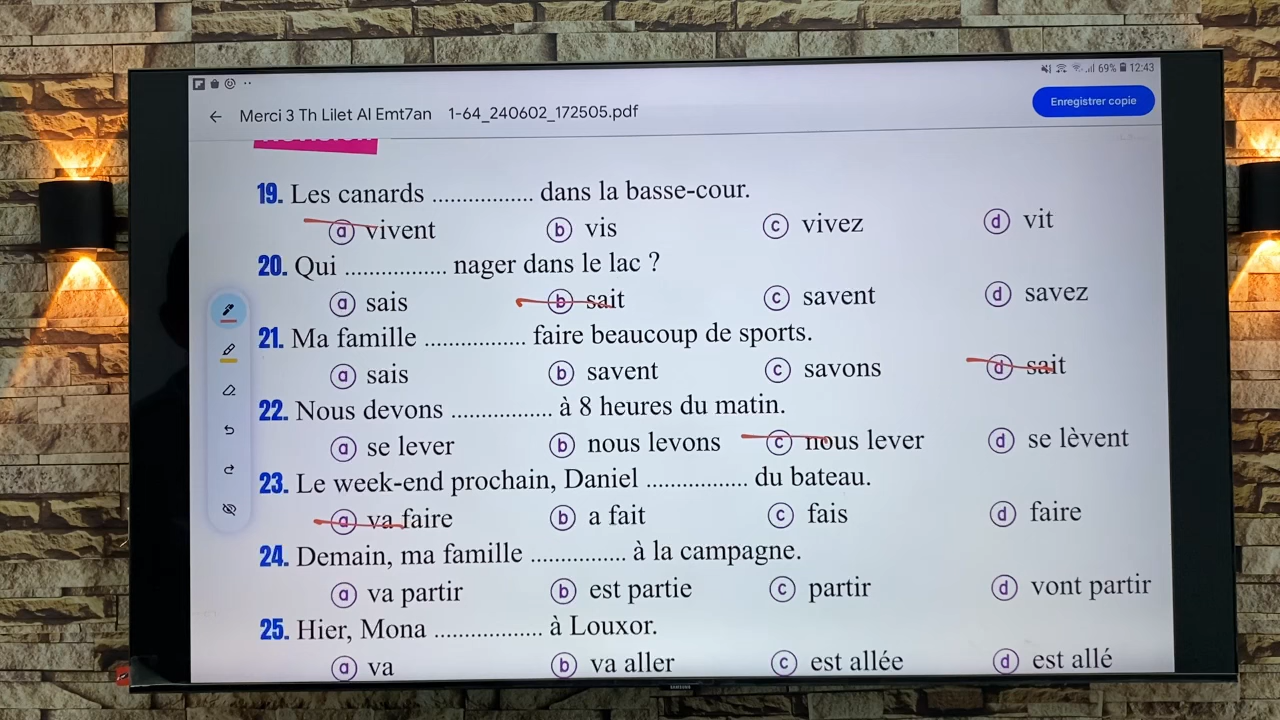 69% 12:43
Merci 3 Th Lilet Al Emt7an 1-64_240602_172505.pdf
Enregistrer copie
19. Les canards ................. dans la basse-cour.
a vivent b vis c vivez d vit
20. Qui ................. nager dans le lac ?
a sais b sait c savent d savez
21. Ma famille ................. faire beaucoup de sports.
a sais b savent c savons d sait
22. Nous devons ................. à 8 heures du matin.
a se lever b nous levons c nous lever d se lèvent
23. Le week-end prochain, Daniel ................. du bateau.
a va faire b a fait c fais d faire
24. Demain, ma famille ................ à la campagne.
a va partir b est partie c partir d vont partir
25. Hier, Mona .................. à Louxor.
a va b va aller c est allée d est allé
SAMSUNG